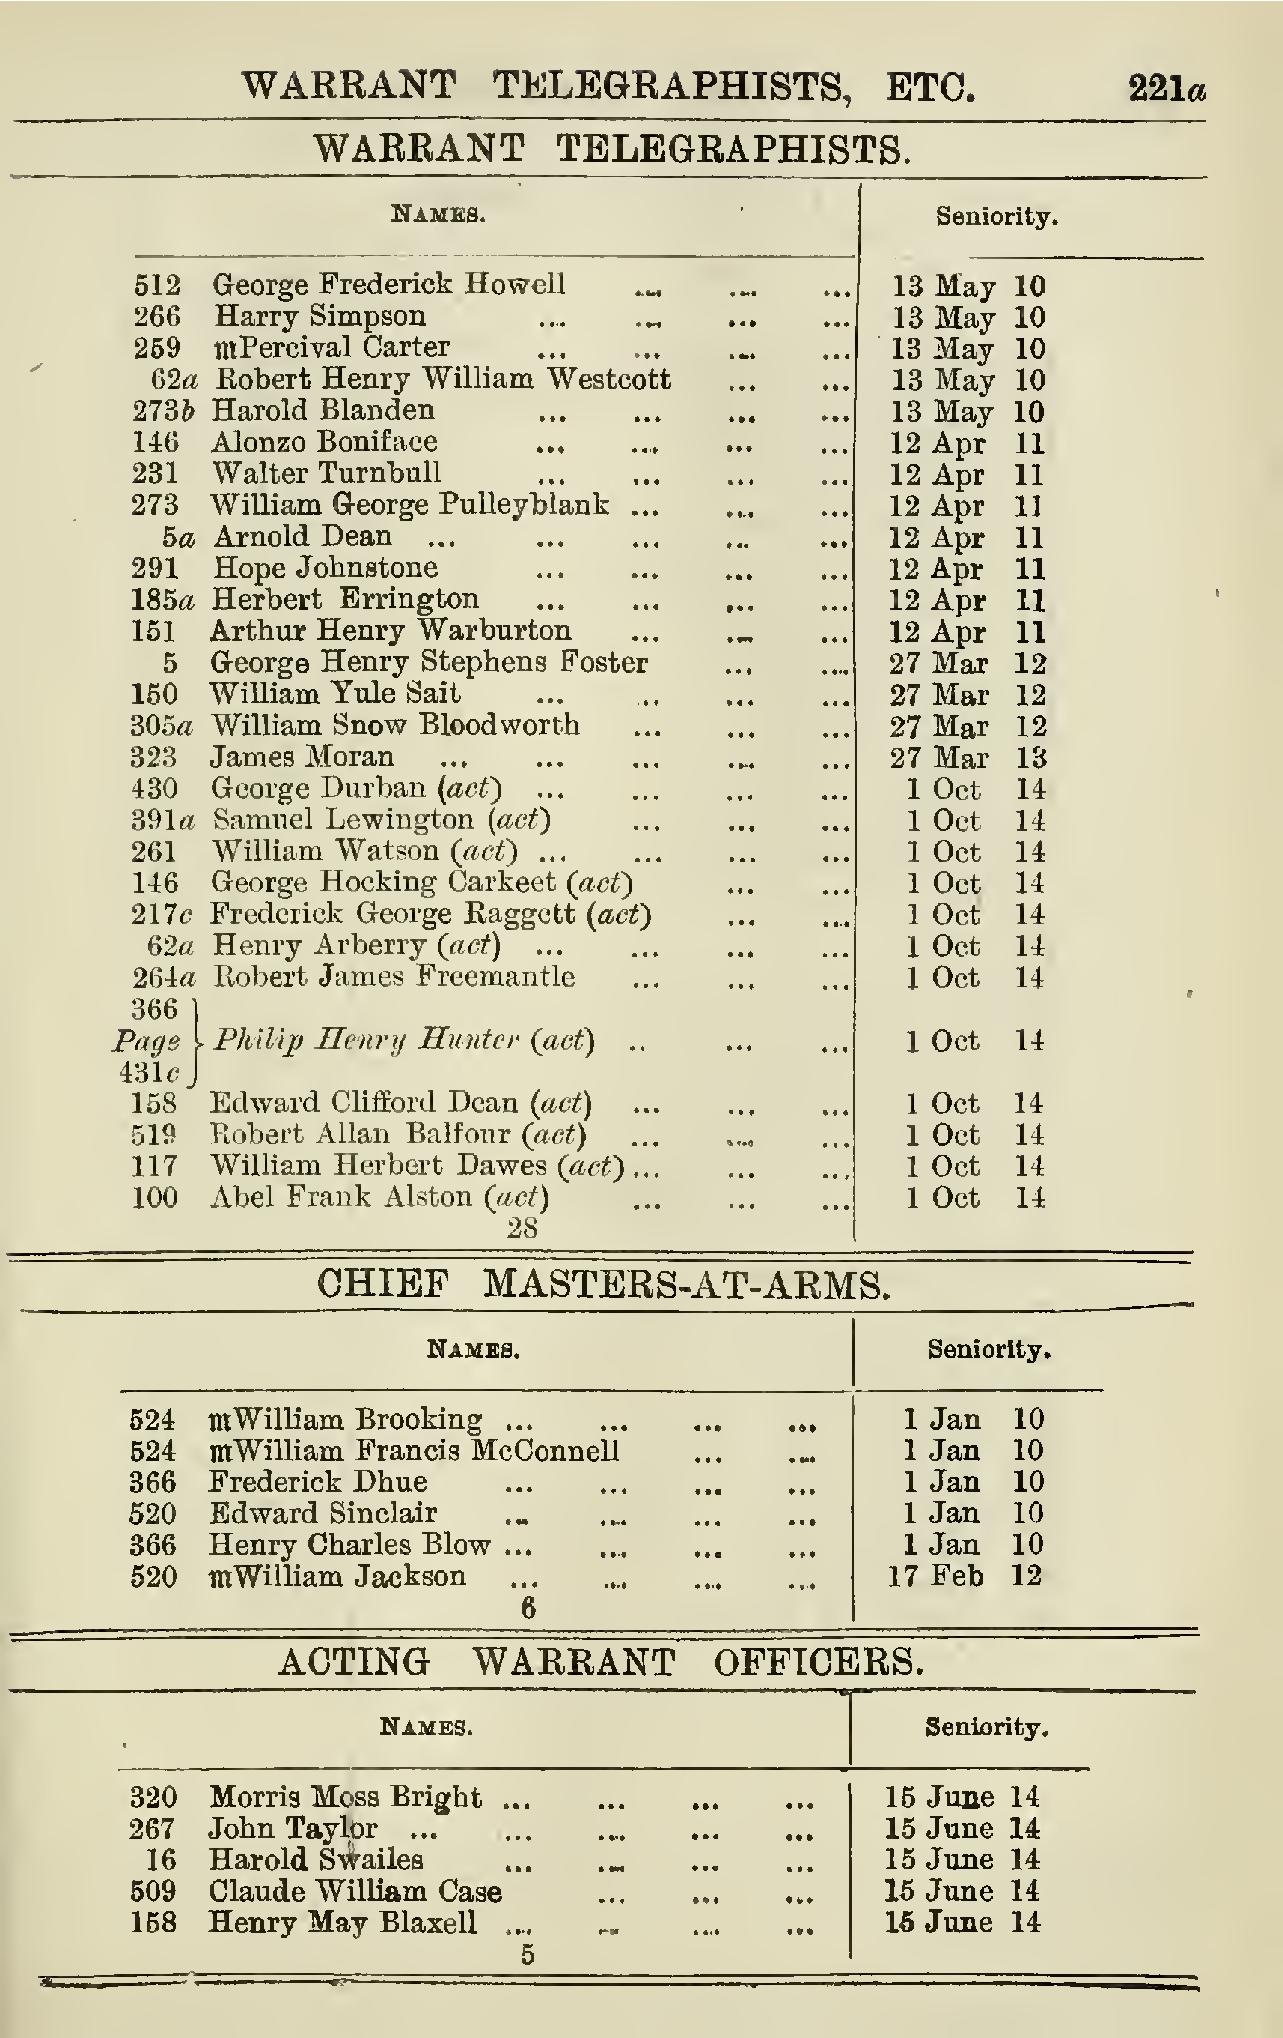 WARRANT TELEGRAPHISTS, ETC. 221a
WARRANT TELEGRAPHISTS.
NAMES. Seniority.
512 George Frederick Howell ... ... ... 13 May 10
266 Harry Simpson ... ... ... ... 13 May 10
259 mPercival Carter ... ... ... ... 13 May 10
62a Robert Henry William Westcott ... ... 13 May 10
273b Harold Blanden ... ... ... ... 13 May 10
146 Alonzo Boniface ... ... ... ... 12 Apr 11
231 Walter Turnbull ... ... ... ... 12 Apr 11
273 William George Pulleyblank ... ... ... 12 Apr 11
5a Arnold Dean ... ... ... ... ... 12 Apr 11
291 Hope Johnstone ... ... ... ... 12 Apr 11
185a Herbert Errington ... ... ... ... 12 Apr 11
151 Arthur Henry Warburton ... ... ... 12 Apr 11
5 George Henry Stephens Foster ... ... 27 Mar 12
150 William Yule Sait ... ... ... ... 27 Mar 12
305a William Snow Bloodworth ... ... ... 27 Mar 12
323 James Moran ... ... ... ... ... 27 Mar 13
430 George Durban (act) ... ... ... ... 1 Oct 14
391a Samuel Lewington (act) ... ... ... 1 Oct 14
261 William Watson (act) ... ... ... ... 1 Oct 14
146 George Hocking Carkeet (act) ... ... 1 Oct 14
217c Frederick George Raggett (act) ... ... 1 Oct 14
62a Henry Arberry (act) ... ... ... ... 1 Oct 14
264a Robert James Freemantle ... ... ... 1 Oct 14
366
Page } Philip Henry Hunter (act) .. ... ... 1 Oct 14
431c
158 Edward Clifford Dean (act) ... ... ... 1 Oct 14
519 Robert Allan Balfour (act) ... ... ... 1 Oct 14
117 William Herbert Dawes (act) ... ... ... 1 Oct 14
100 Abel Frank Alston (act) ... ... ... 1 Oct 14
28
CHIEF MASTERS-AT-ARMS.
NAMES. Seniority.
524 mWilliam Brooking ... ... ... ... 1 Jan 10
524 mWilliam Francis McConnell ... ... 1 Jan 10
366 Frederick Dhue ... ... ... ... 1 Jan 10
520 Edward Sinclair ... ... ... ... 1 Jan 10
366 Henry Charles Blow ... ... ... ... 1 Jan 10
520 mWilliam Jackson ... ... ... ... 17 Feb 12
6
ACTING WARRANT OFFICERS.
NAMES. Seniority.
320 Morris Moss Bright ... ... ... ... 15 June 14
267 John Taylor ... ... ... ... ... 15 June 14
16 Harold Swailes ... ... ... ... 15 June 14
509 Claude William Case ... ... ... 15 June 14
158 Henry May Blaxell ... ... ... ... 15 June 14
5